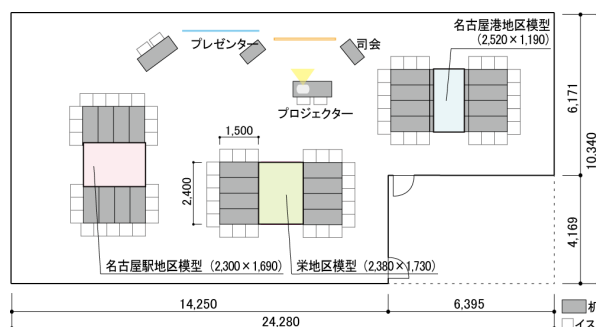 プレゼンター
司会
名古屋港地区模型
（2,520×1,190）
プロジェクター
1,500
2,400
6,171
10.340
4,169
名古屋駅地区模型（2,300×1,690）
栄地区模型（2,380×1,730）
14,250
6,395
24.280
机
イス